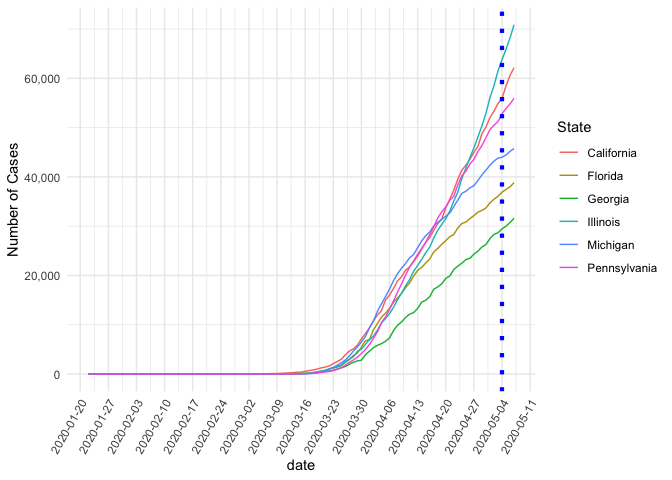 Number of Cases
60,000
40,000
20,000
0
2020-01-20
2020-01-27
2020-02-03
2020-02-10
2020-02-17
2020-02-24
2020-03-02
2020-03-09
2020-03-16
2020-03-23
2020-03-30
2020-04-06
2020-04-13
2020-04-20
2020-04-27
2020-05-04
2020-05-11
date
State
California
Florida
Georgia
Illinois
Michigan
Pennsylvania